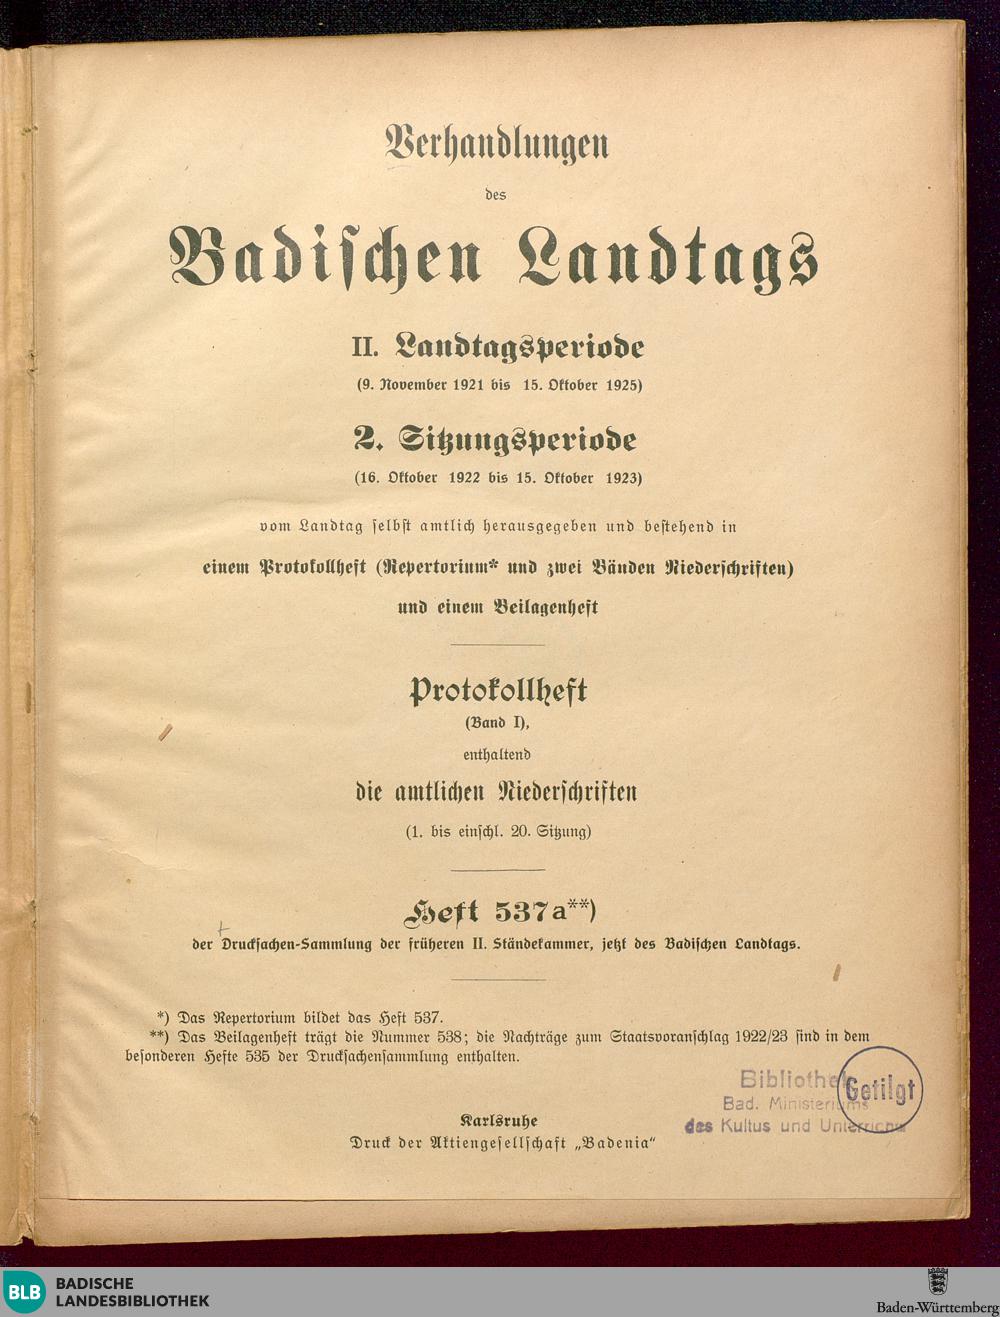 Verhandlungen
des
Badischen Landtags
II. Landtagsperiode
(9. November 1921 bis 15. Oktober 1925)
2. Sitzungsperiode
(16. Oktober 1922 bis 15. Oktober 1923)
vom Landtag selbst amtlich herausgegeben und bestehend in
einem Protokollheft (Repertorium* und zwei Bänden Niederschriften)
und einem Beilagenheft
Protokollheft
(Band I),
enthaltend
die amtlichen Niederschriften
(1. bis einschl. 20. Sitzung)
Heft 537a**)
der Drucksachen-Sammlung der früheren II. Ständekammer, jetzt des Badischen Landtags.
*) Das Repertorium bildet das Heft 537.
**) Das Beilagenheft trägt die Nummer 538; die Nachträge zum Staatsvoranschlag 1922/23 sind in dem
besonderen Hefte 535 der Drucksachensammlung enthalten.
Bibliothek
Bad. Ministeriums
des Kultus und Unterrichts
Getilgt
Karlsruhe
Druck der Aktiengesellschaft „Badenia“
BLB BADISCHE
LANDESBIBLIOTHEK
Baden-Württemberg